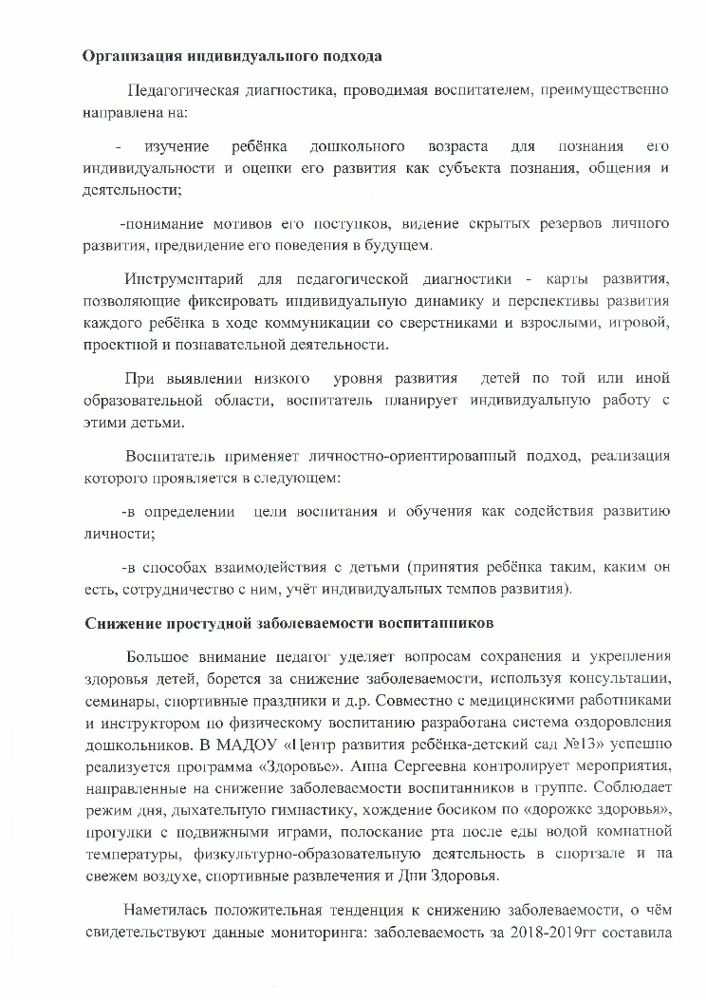 Организация индивидуального подхода
Педагогическая диагностика, проводимая воспитателем, преимущественно
направлена на:
- изучение ребёнка дошкольного возраста для познания его
индивидуальности и оценки его развития как субъекта познания, общения и
деятельности;
-понимание мотивов его поступков, видение скрытых резервов личного
развития, предвидение его поведения в будущем.
Инструментарий для педагогической диагностики - карты развития,
позволяющие фиксировать индивидуальную динамику и перспективы развития
каждого ребёнка в ходе коммуникации со сверстниками и взрослыми, игровой,
проектной и познавательной деятельности.
При выявлении низкого уровня развития детей по той или иной
образовательной области, воспитатель планирует индивидуальную работу с
этими детьми.
Воспитатель применяет личностно-ориентированный подход, реализация
которого проявляется в следующем:
-в определении цели воспитания и обучения как содействия развитию
личности;
-в способах взаимодействия с детьми (принятия ребёнка таким, каким он
есть, сотрудничество с ним, учёт индивидуальных темпов развития).
Снижение простудной заболеваемости воспитанников
Большое внимание педагог уделяет вопросам сохранения и укрепления
здоровья детей, борется за снижение заболеваемости, используя консультации,
семинары, спортивные праздники и д.р. Совместно с медицинскими работниками
и инструктором по физическому воспитанию разработана система оздоровления
дошкольников. В МАДОУ «Центр развития ребёнка-детский сад №13» успешно
реализуется программа «Здоровье». Анна Сергеевна контролирует мероприятия,
направленные на снижение заболеваемости воспитанников в группе. Соблюдает
режим дня, дыхательную гимнастику, хождение босиком по «дорожке здоровья»,
прогулки с подвижными играми, полоскание рта после еды водой комнатной
температуры, физкультурно-образовательную деятельность в спортзале и на
свежем воздухе, спортивные развлечения и Дни Здоровья.
Наметилась положительная тенденция к снижению заболеваемости, о чём
свидетельствуют данные мониторинга: заболеваемость за 2018-2019гг составила